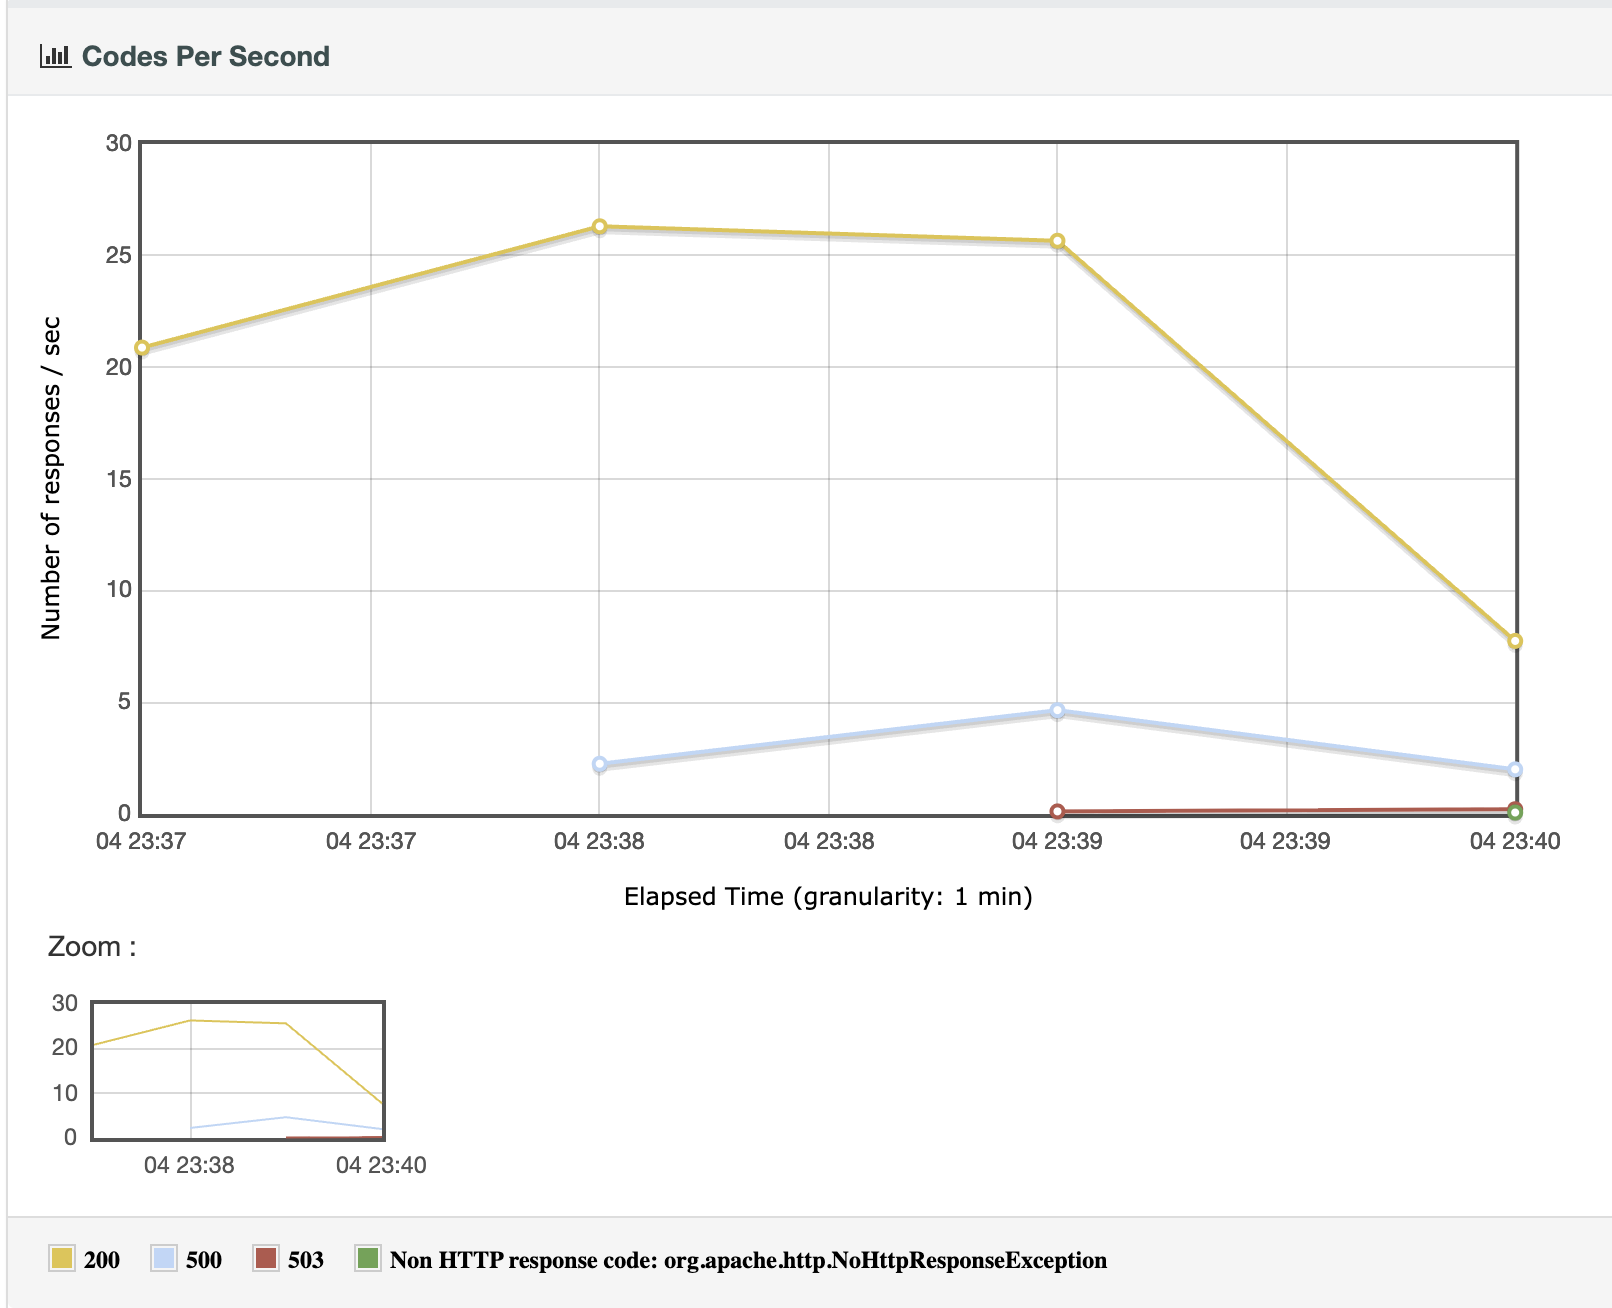 Codes Per Second
30
25
20
15
10
5
0
Number of responses / sec
04 23:37 04 23:37 04 23:38 04 23:38 04 23:39 04 23:39 04 23:40
Elapsed Time (granularity: 1 min)
Zoom :
30
20
10
0
04 23:38 04 23:40
200 500 503 Non HTTP response code: org.apache.http.NoHttpResponseException